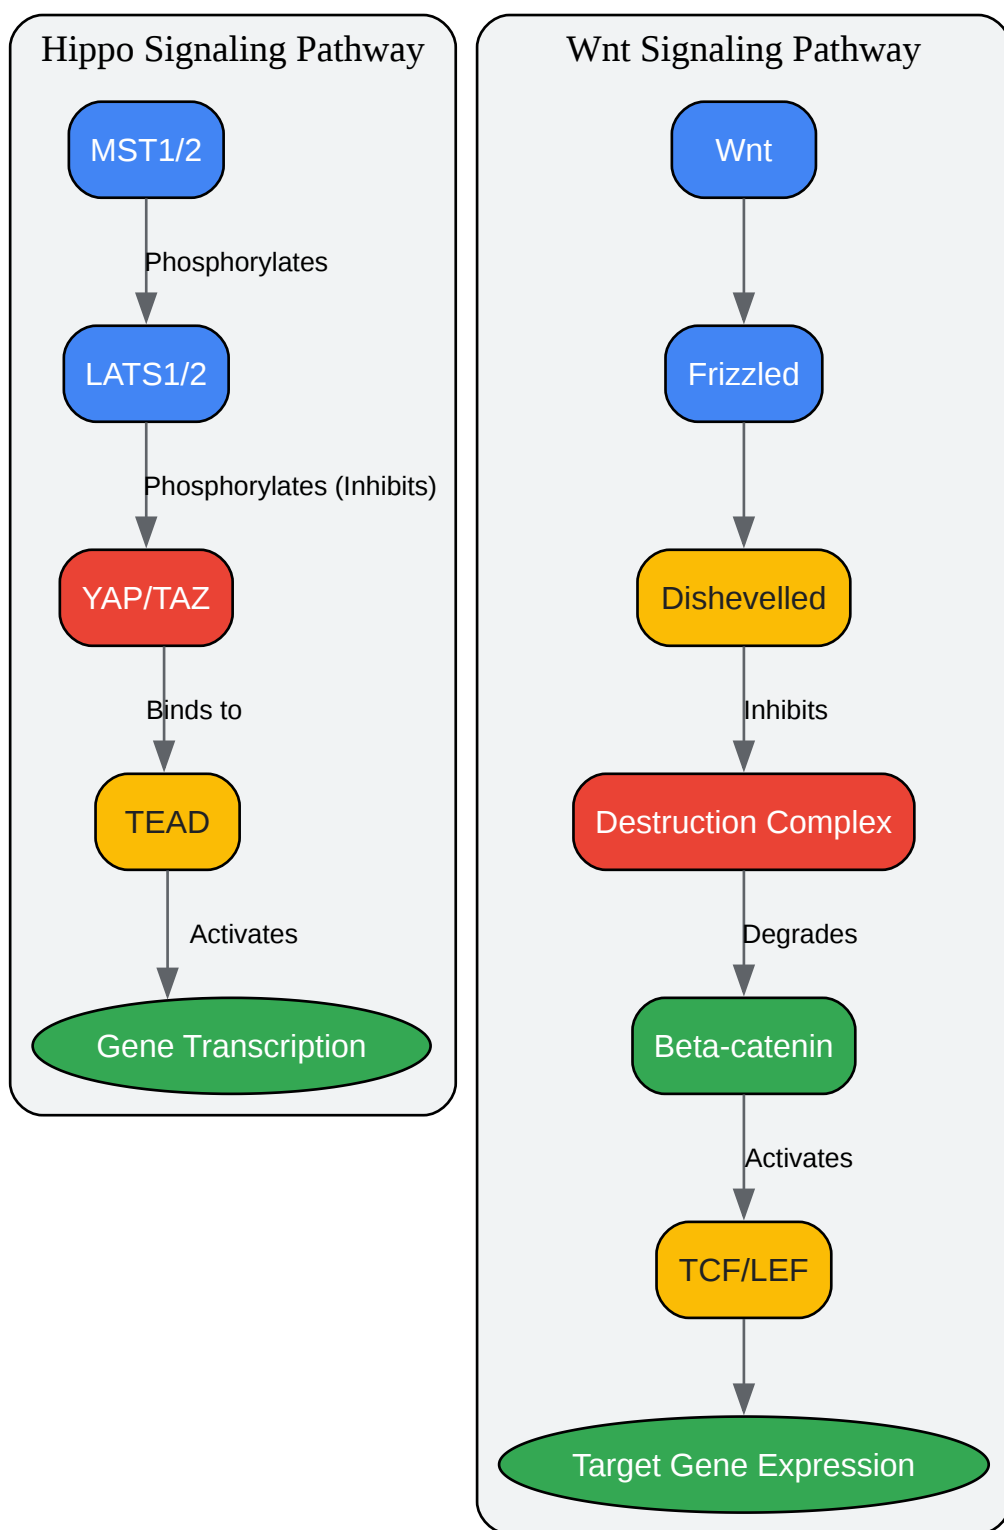 Hippo Signaling Pathway
MST1/2
Phosphorylates
LATS1/2
Phosphorylates (Inhibits)
YAP/TAZ
Binds to
TEAD
Activates
Gene Transcription
Wnt Signaling Pathway
Wnt
Frizzled
Dishevelled
Inhibits
Destruction Complex
Degrades
Beta-catenin
Activates
TCF/LEF
Target Gene Expression